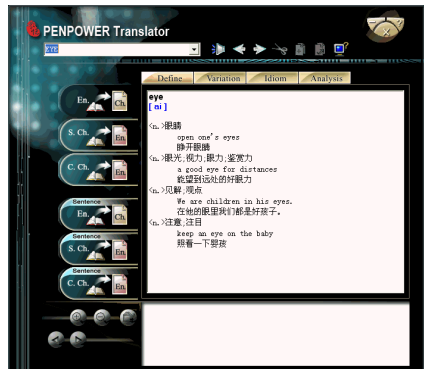 PENPOWER Translator
eye
Define Variation Idiom Analysis
En. Ch.
S. Ch. En.
C. Ch. En.
Sentence
En. Ch.
Sentence
S. Ch. En.
Sentence
C. Ch. En.
eye
[ ai ]
<n.>眼睛
open one's eyes
睁开眼睛
<n.>眼光;视力;眼力;鉴赏力
a good eye for distances
能望到远处的好眼力
<n.>见解;观点
We are children in his eyes.
在他的眼里我们都是好孩子。
<n.>注意;注目
keep an eye on the baby
照看一下婴孩